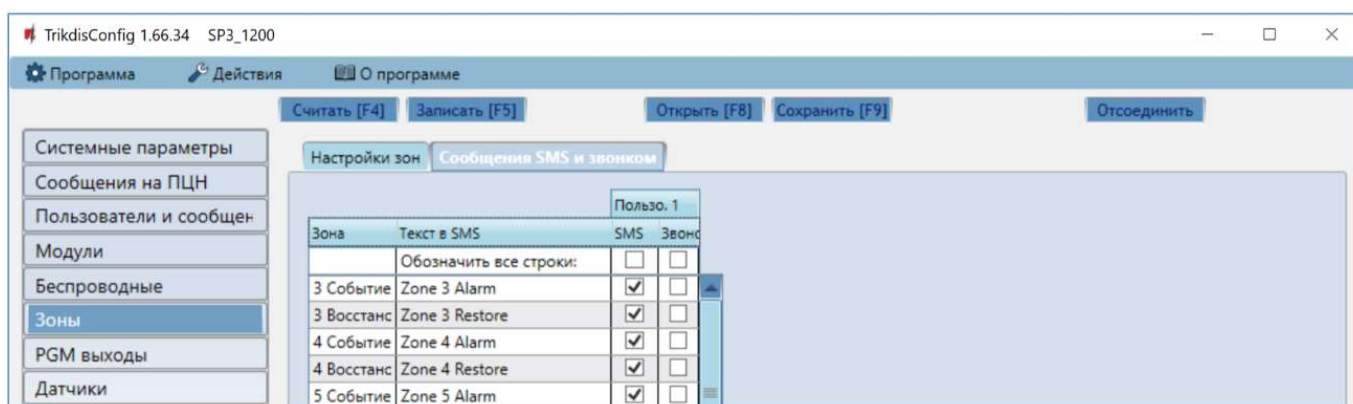 TrikdisConfig 1.66.34 SP3_1200
Программа Действия О программе
Считать [F4] Записать [F5] Открыть [F8] Сохранить [F9] Отсоединить
Системные параметры
Сообщения на ПЦН
Пользователи и сообщен
Модули
Беспроводные
Зоны
PGM выходы
Датчики
Настройки зон Сообщения SMS и звонком
Пользо. 1
Зона Текст в SMS SMS Звонс
Обозначить все строки:
3 Событие Zone 3 Alarm
3 Восстанс Zone 3 Restore
4 Событие Zone 4 Alarm
4 Восстанс Zone 4 Restore
5 Событие Zone 5 Alarm